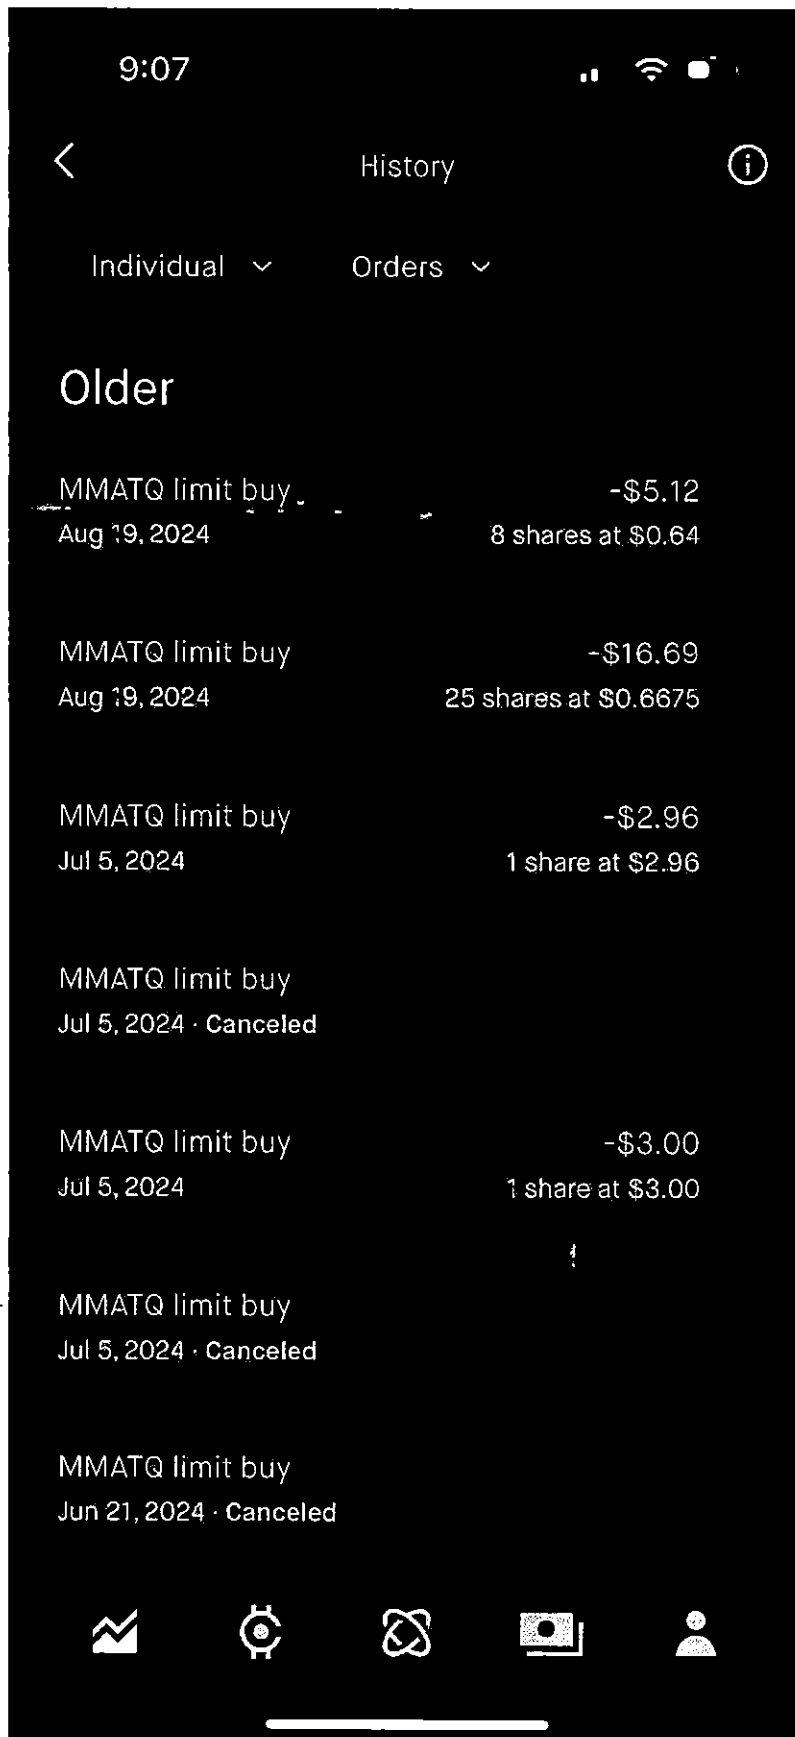 9:07
History
Individual Orders
Older
MMATQ limit buy -$5.12
Aug 19, 2024 8 shares at $0.64
MMATQ limit buy -$16.69
Aug 19, 2024 25 shares at $0.6675
MMATQ limit buy -$2.96
Jul 5, 2024 1 share at $2.96
MMATQ limit buy
Jul 5, 2024 · Canceled
MMATQ limit buy -$3.00
Jul 5, 2024 1 share at $3.00
MMATQ limit buy
Jul 5, 2024 · Canceled
MMATQ limit buy
Jun 21, 2024 · Canceled